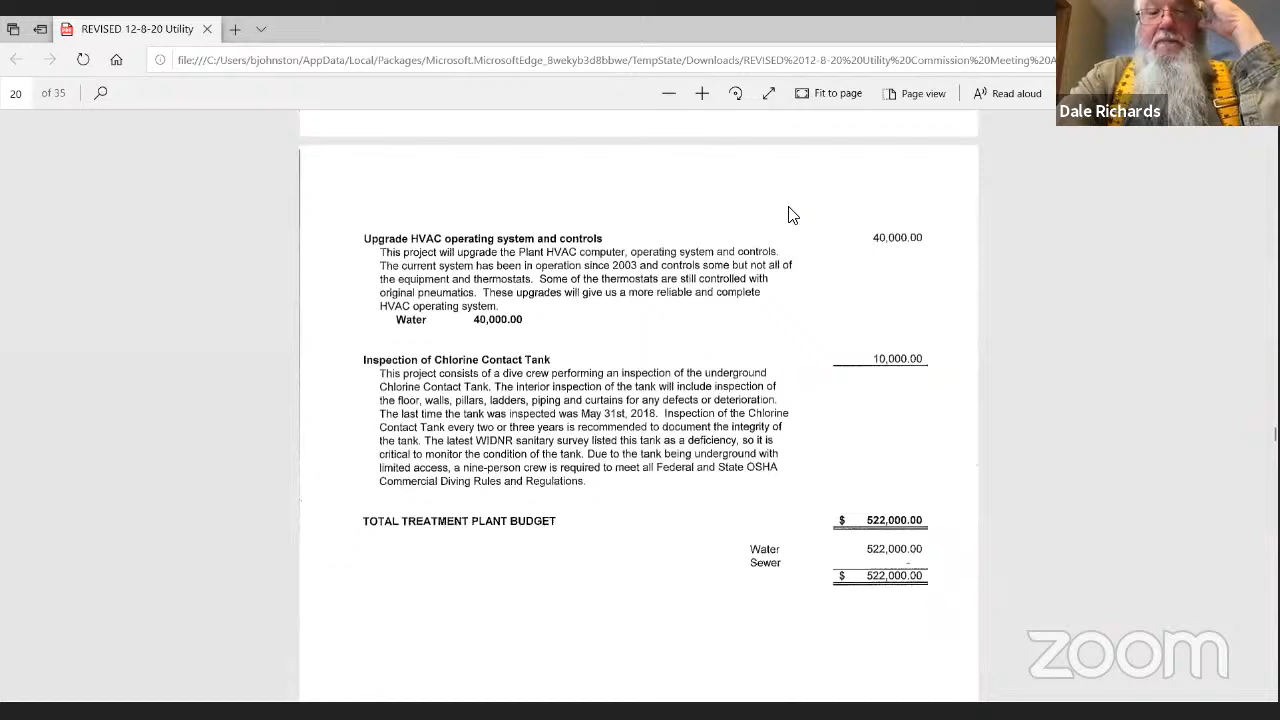 REVISED 12-8-20 Utility
file:///C:/Users/bjohnston/AppData/Local/Packages/Microsoft.MicrosoftEdge_8wekyb3d8bbwe/TempState/Downloads/REVISED%2012-8-20%20Utility%20Commission%20Meeting%20A
20 of 35
Fit to page
Page view
Read aloud
Dale Richards
Upgrade HVAC operating system and controls 40,000.00
This project will upgrade the Plant HVAC computer, operating system and controls.
The current system has been in operation since 2003 and controls some but not all of
the equipment and thermostats. Some of the thermostats are still controlled with
original pneumatics. These upgrades will give us a more reliable and complete
HVAC operating system.
Water 40,000.00
Inspection of Chlorine Contact Tank 10,000.00
This project consists of a dive crew performing an inspection of the underground
Chlorine Contact Tank. The interior inspection of the tank will include inspection of
the floor, walls, pillars, ladders, piping and curtains for any defects or deterioration.
The last time the tank was inspected was May 31st, 2018. Inspection of the Chlorine
Contact Tank every two or three years is recommended to document the integrity of
the tank. The latest WIDNR sanitary survey listed this tank as a deficiency, so it is
critical to monitor the condition of the tank. Due to the tank being underground with
limited access, a nine-person crew is required to meet all Federal and State OSHA
Commercial Diving Rules and Regulations.
TOTAL TREATMENT PLANT BUDGET $ 522,000.00
Water 522,000.00
Sewer -
$ 522,000.00
zoom